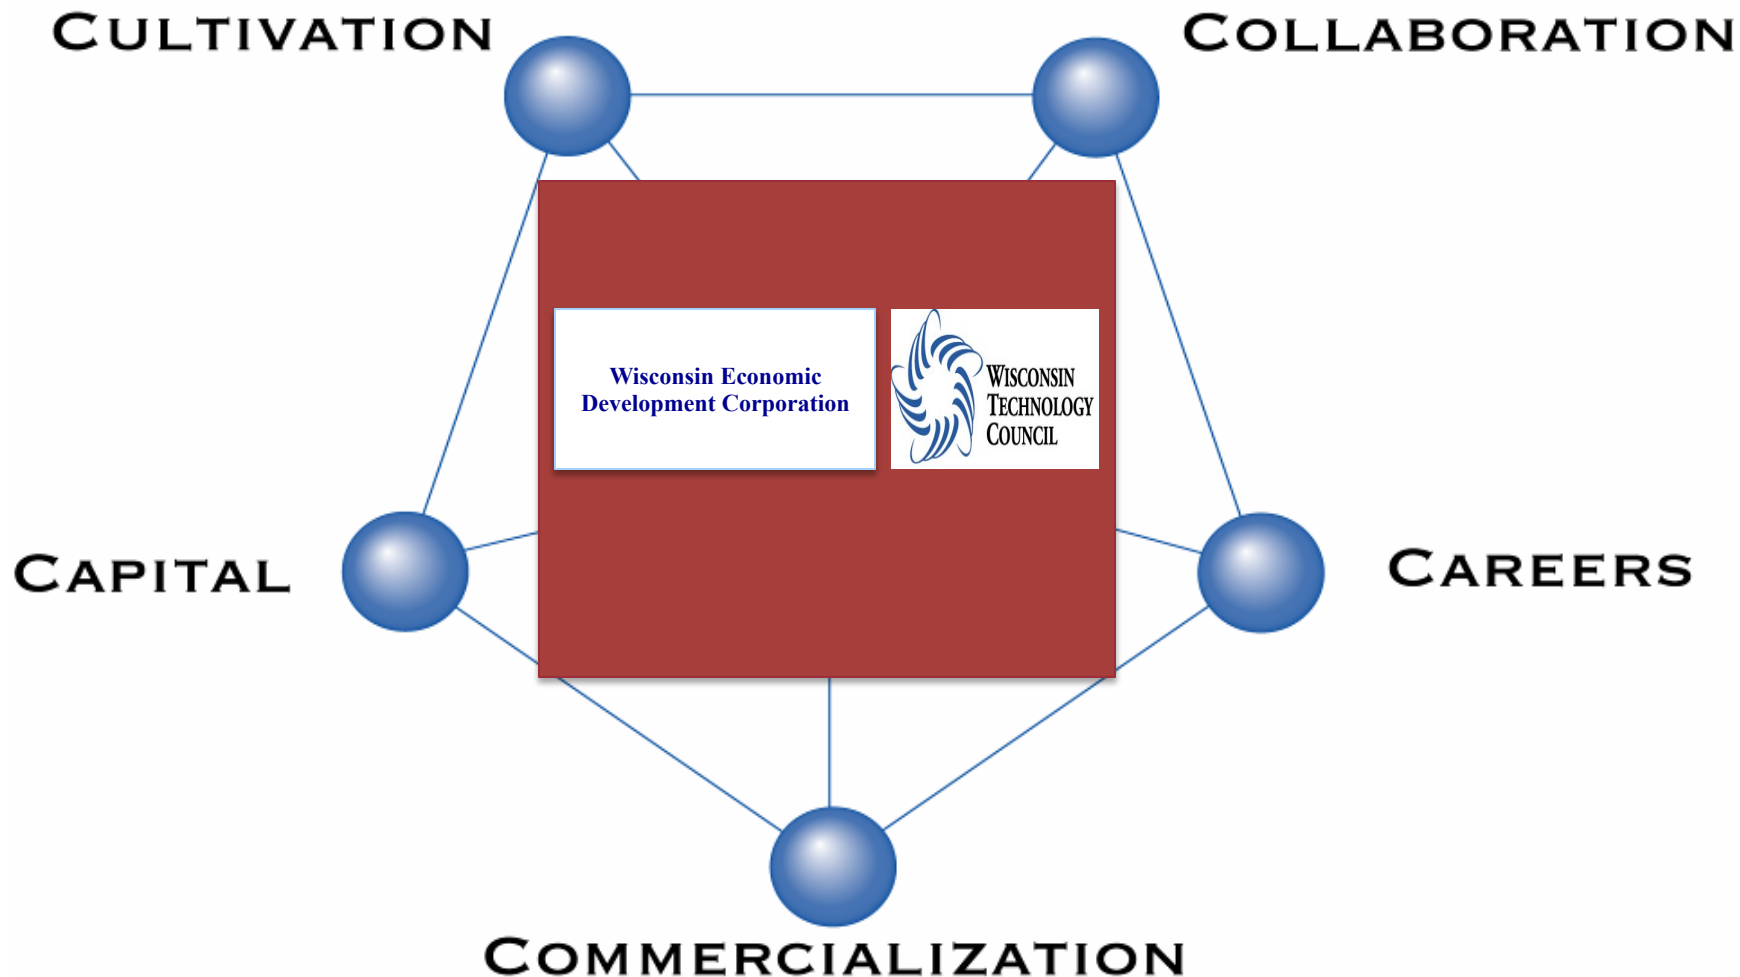 CULTIVATION
COLLABORATION
Wisconsin Economic
Development Corporation
WISCONSIN
TECHNOLOGY
COUNCIL
CAPITAL
CAREERS
COMMERCIALIZATION